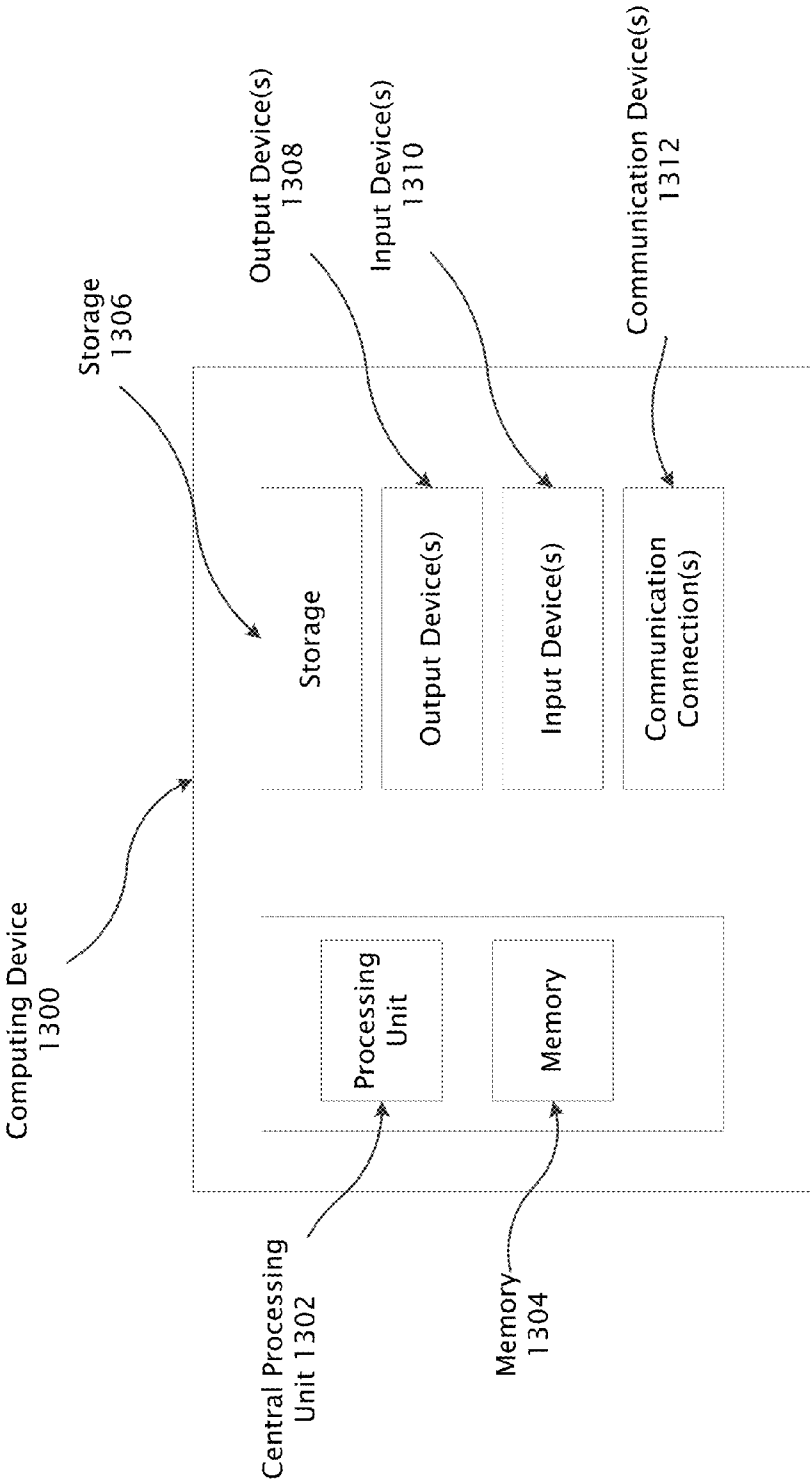 Computing Device
1300
Storage
1306
Output Device(s)
1308
Input Device(s)
1310
Communication Device(s)
1312
Central Processing
Unit 1302
Memory
1304
Processing
Unit
Memory
Storage
Output Device(s)
Input Device(s)
Communication
Connection(s)